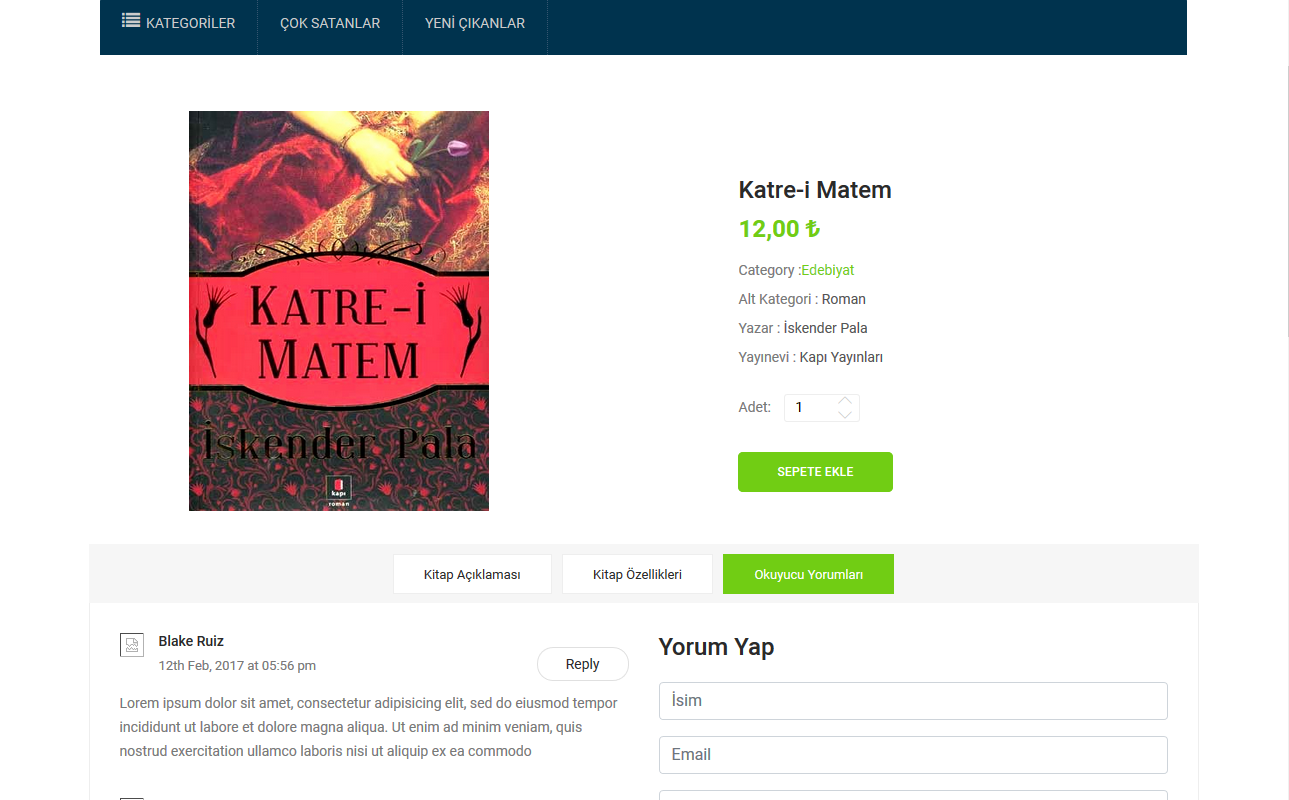 KATEGORİLER
ÇOK SATANLAR
YENİ ÇIKANLAR
KATRE-İ
MATEM
İskender Pala
kapı
roman
Katre-i Matem
12,00 ₺
Category :Edebiyat
Alt Kategori : Roman
Yazar : İskender Pala
Yayınevi : Kapı Yayınları
Adet: 1
SEPETE EKLE
Kitap Açıklaması
Kitap Özellikleri
Okuyucu Yorumları
Blake Ruiz
12th Feb, 2017 at 05:56 pm
Reply
Lorem ipsum dolor sit amet, consectetur adipisicing elit, sed do eiusmod tempor
incididunt ut labore et dolore magna aliqua. Ut enim ad minim veniam, quis
nostrud exercitation ullamco laboris nisi ut aliquip ex ea commodo
Yorum Yap
İsim
Email